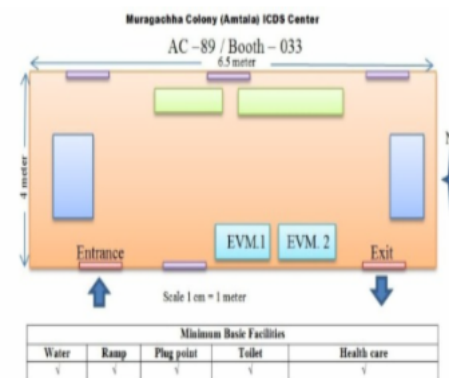 Muragachha Colony (Amtala) ICDS Center
AC –89 / Booth – 033
6.5 meter
4 meter
N
EVM.1 EVM. 2
Entrance Exit
Scale 1 cm = 1 meter
Minimum Basic Facilities
Water Ramp Plug point Toilet Health care
√ √ √ √ √